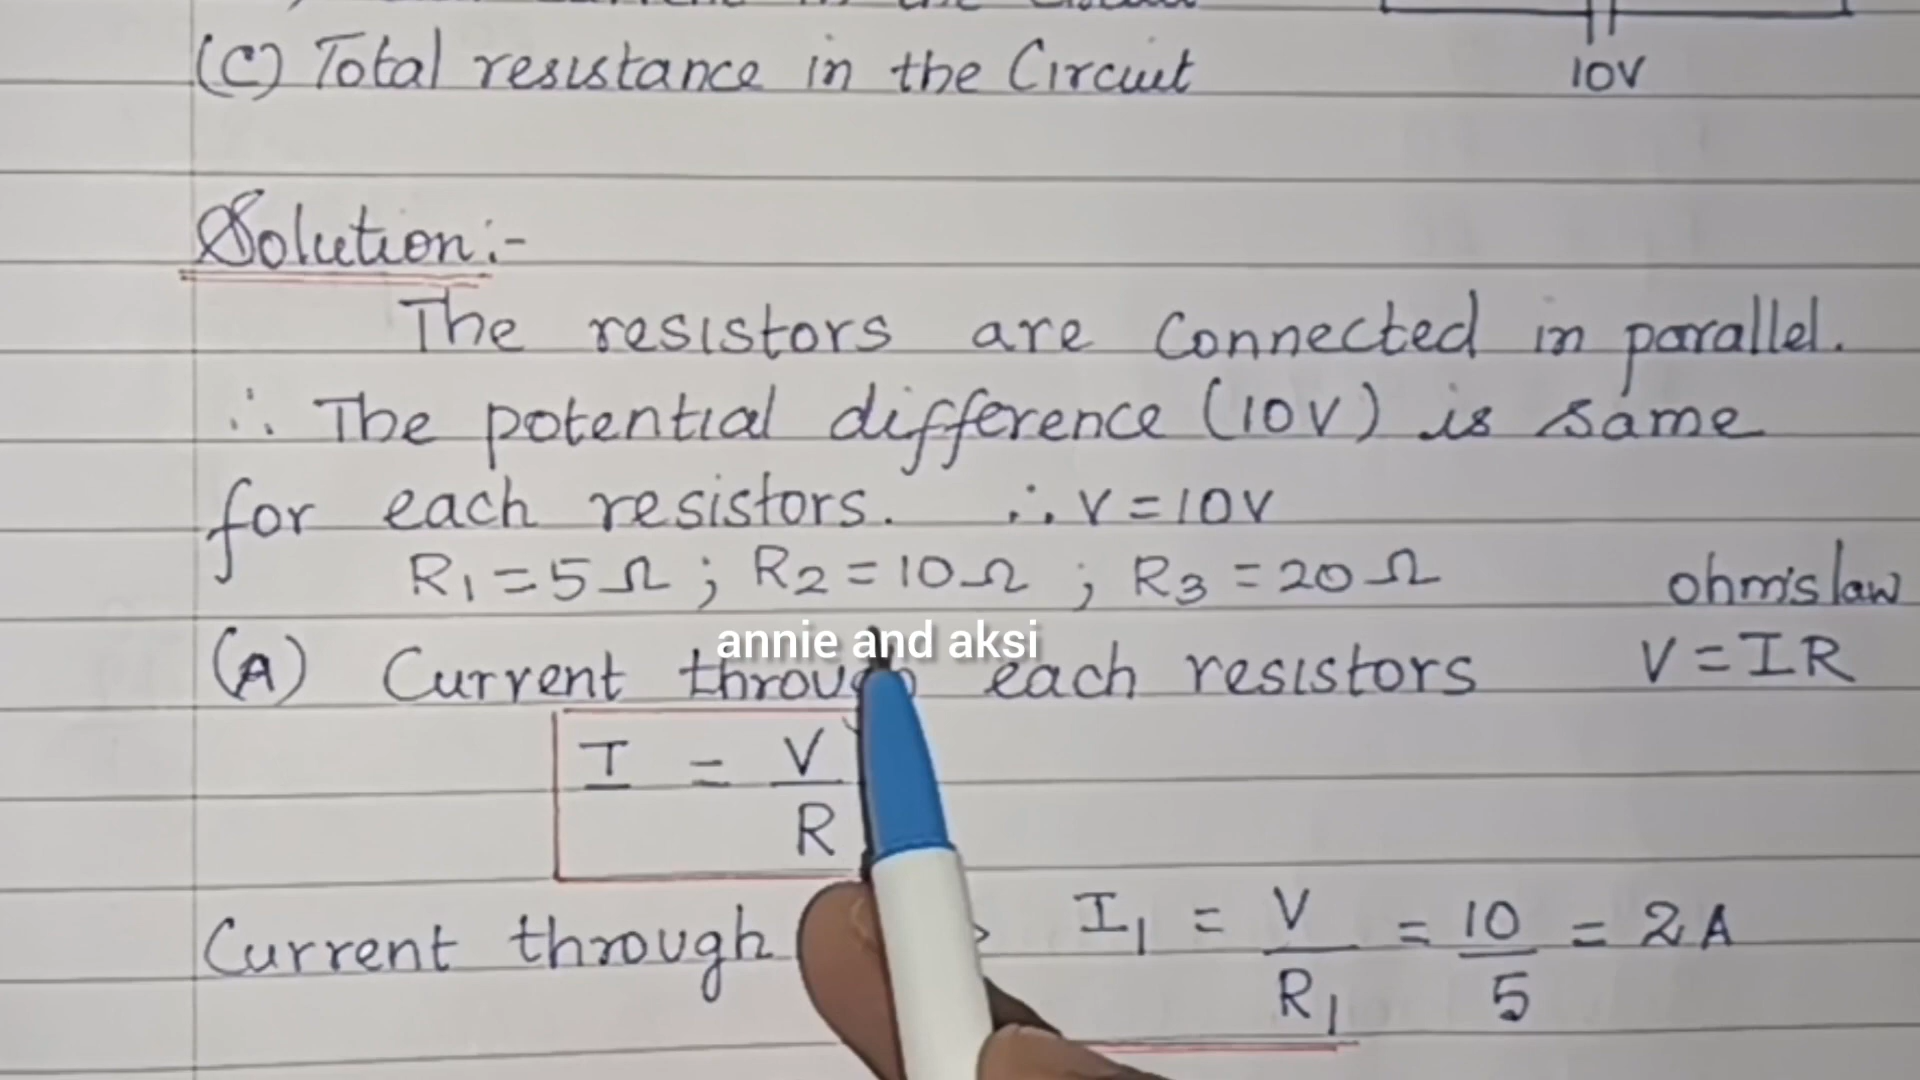 (C) Total resistance in the Circuit
10V
Solution:-
The resistors are Connected in parallel.
∴ The potential difference (10V) is same
for each resistors. ∴ V = 10V
R1 = 5Ω ; R2 = 10Ω ; R3 = 20Ω
ohm's law
annie and aksi
(A) Current through each resistors
V = IR
I = V/R
Current through
I1 = V/R1 = 10/5 = 2A